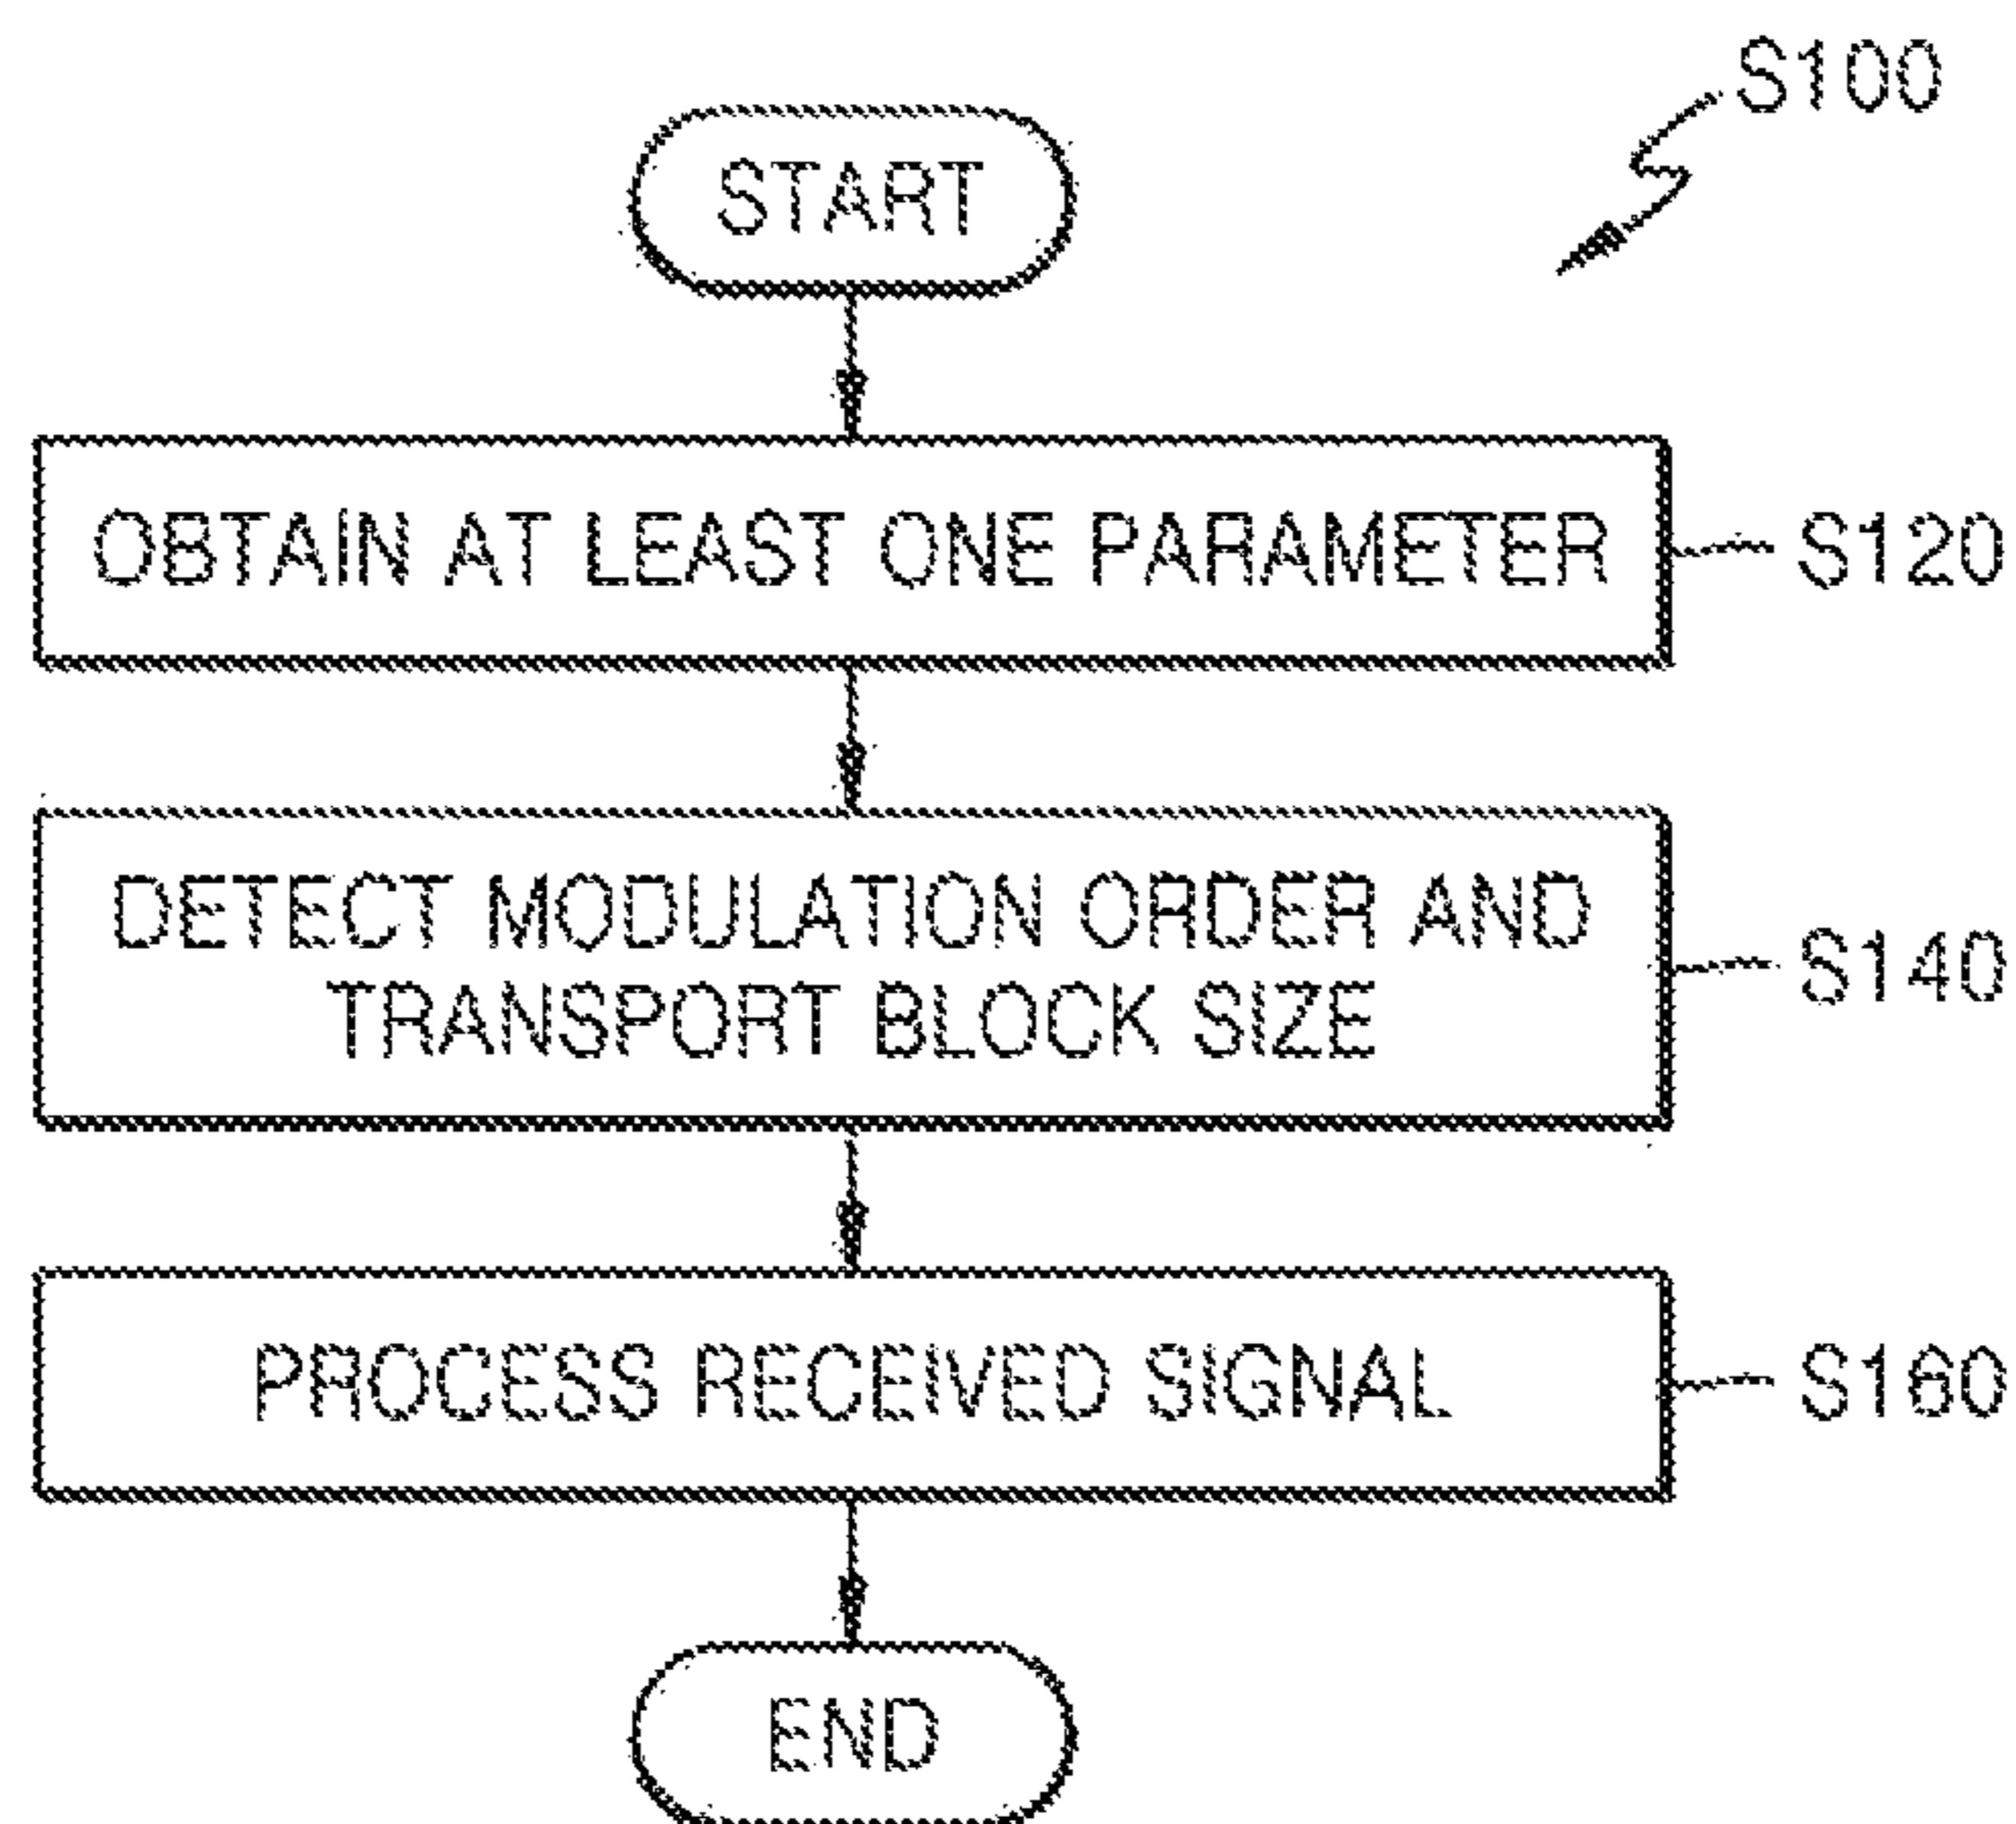 S100
START
OBTAIN AT LEAST ONE PARAMETER
S120
DETECT MODULATION ORDER AND
TRANSPORT BLOCK SIZE
S140
PROCESS RECEIVED SIGNAL
S160
END